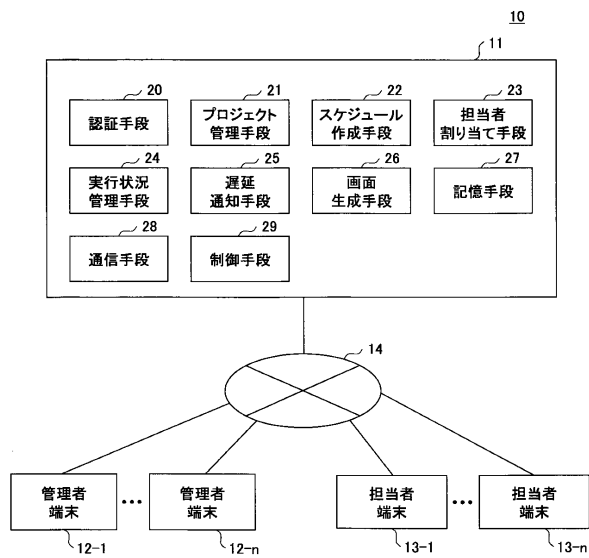 10
11
20
21
22
23
認証手段
プロジェクト
管理手段
スケジュール
作成手段
担当者
割り当て手段
24
25
26
27
実行状況
管理手段
遅延
通知手段
画面
生成手段
記憶手段
28
29
通信手段
制御手段
14
管理者
端末
•••
管理者
端末
担当者
端末
•••
担当者
端末
12-1
12-n
13-1
13-n